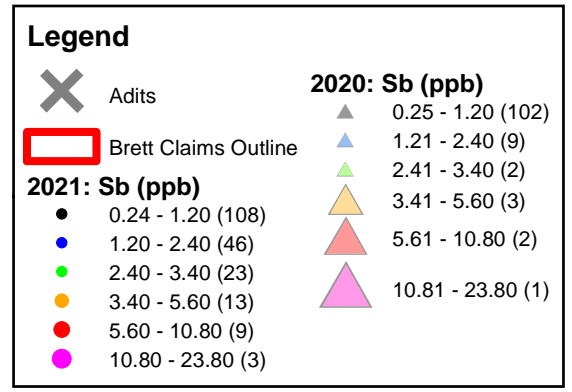 Legend
Adits
Brett Claims Outline
2021: Sb (ppb)
0.24 - 1.20 (108)
1.20 - 2.40 (46)
2.40 - 3.40 (23)
3.40 - 5.60 (13)
5.60 - 10.80 (9)
10.80 - 23.80 (3)
2020: Sb (ppb)
0.25 - 1.20 (102)
1.21 - 2.40 (9)
2.41 - 3.40 (2)
3.41 - 5.60 (3)
5.61 - 10.80 (2)
10.81 - 23.80 (1)